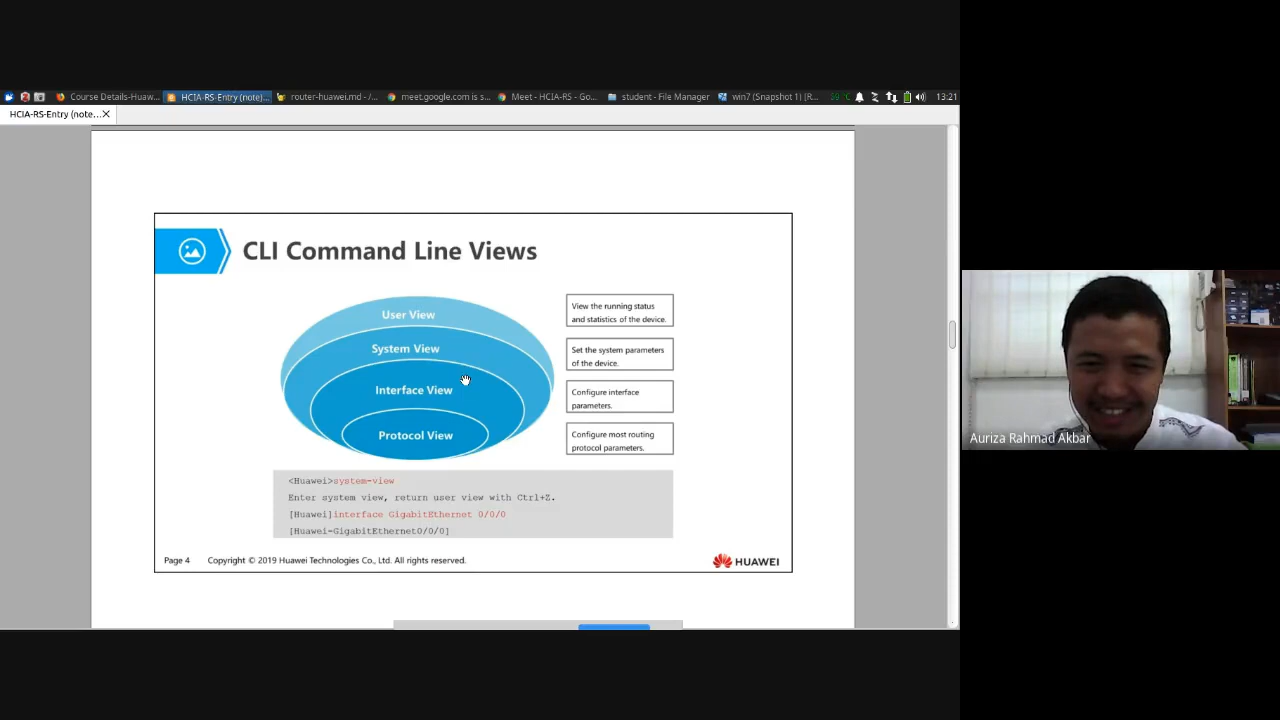 Course Details-Huaw...
HCIA-RS-Entry (note)...
router-huawei.md - /...
meet.google.com is s...
Meet - HCIA-RS - Go...
student - File Manager
win7 (Snapshot 1) [R...
13:21
HCIA-RS-Entry (note...
CLI Command Line Views
User View
System View
Interface View
Protocol View
View the running status
and statistics of the device.
Set the system parameters
of the device.
Configure interface
parameters.
Configure most routing
protocol parameters.
<Huawei>system-view
Enter system view, return user view with Ctrl+Z.
[Huawei]interface GigabitEthernet 0/0/0
[Huawei-GigabitEthernet0/0/0]
Page 4
Copyright © 2019 Huawei Technologies Co., Ltd. All rights reserved.
HUAWEI
Auriza Rahmad Akbar